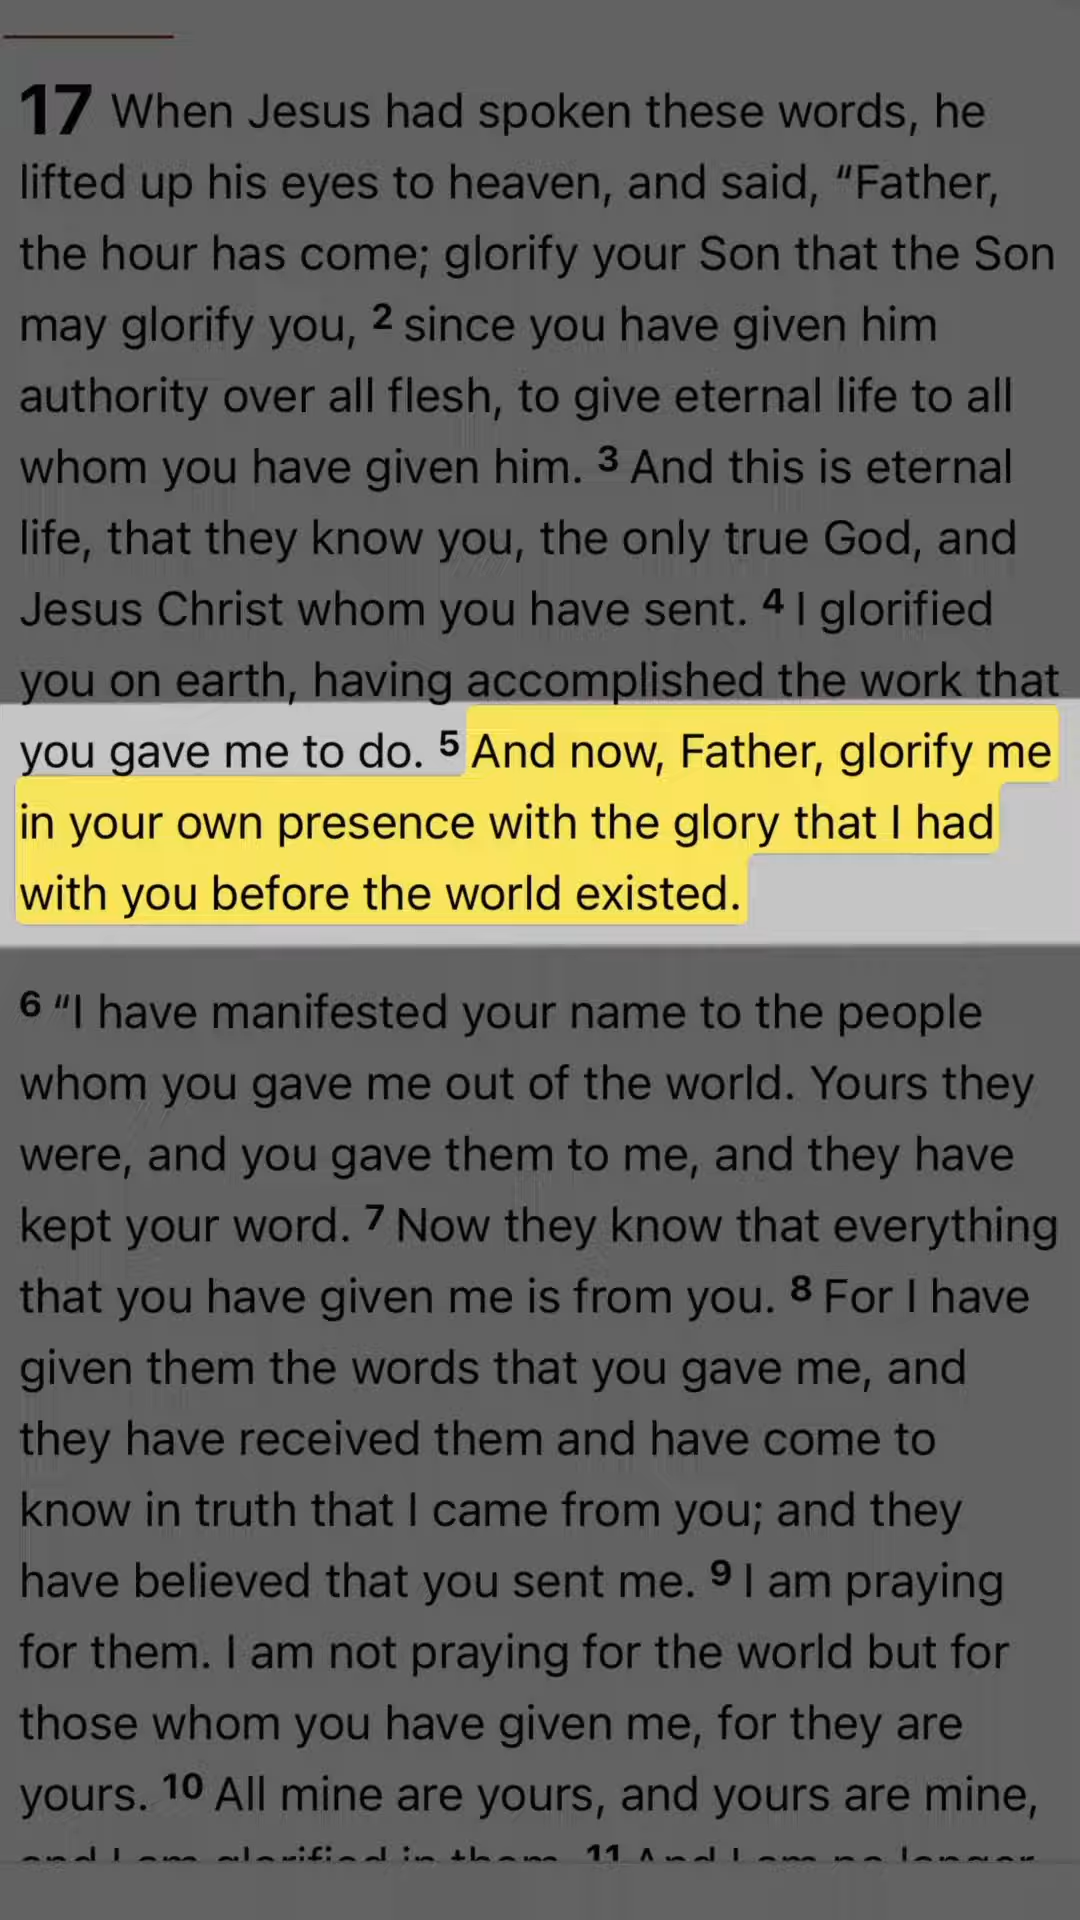 17 When Jesus had spoken these words, he
lifted up his eyes to heaven, and said, “Father,
the hour has come; glorify your Son that the Son
may glorify you, 2 since you have given him
authority over all flesh, to give eternal life to all
whom you have given him. 3 And this is eternal
life, that they know you, the only true God, and
Jesus Christ whom you have sent. 4 I glorified
you on earth, having accomplished the work that
you gave me to do. 5 And now, Father, glorify me
in your own presence with the glory that I had
with you before the world existed.
6 “I have manifested your name to the people
whom you gave me out of the world. Yours they
were, and you gave them to me, and they have
kept your word. 7 Now they know that everything
that you have given me is from you. 8 For I have
given them the words that you gave me, and
they have received them and have come to
know in truth that I came from you; and they
have believed that you sent me. 9 I am praying
for them. I am not praying for the world but for
those whom you have given me, for they are
yours. 10 All mine are yours, and yours are mine,
and I am glorified in them. 11 And I am no longer